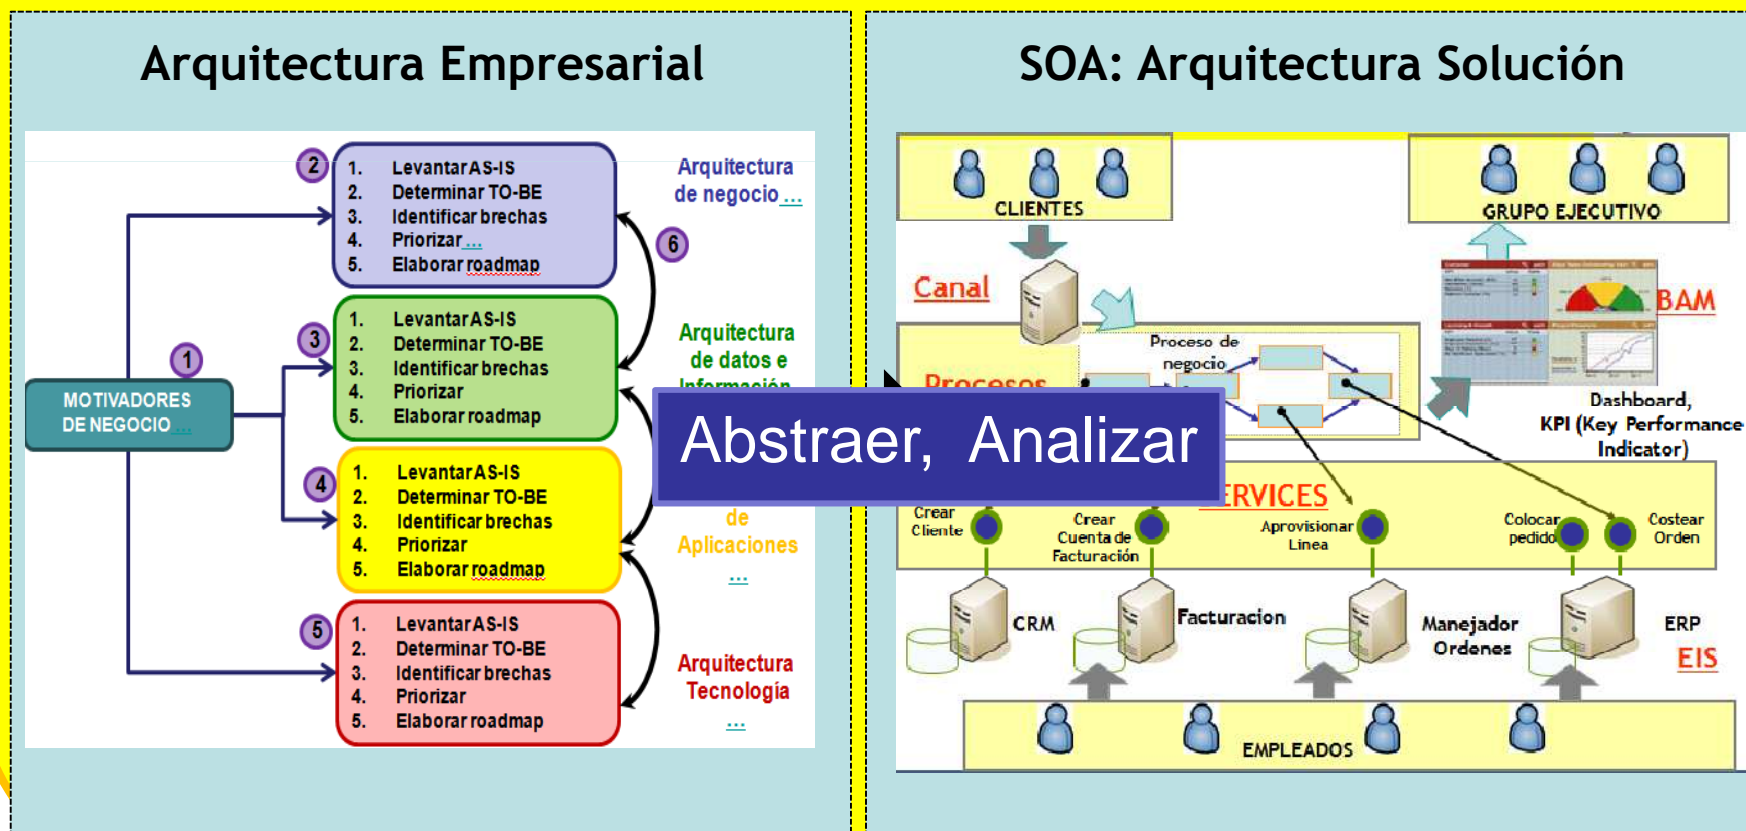 Arquitectura Empresarial
2
1. Levantar AS-IS
2. Determinar TO-BE
3. Identificar brechas
4. Priorizar ...
5. Elaborar roadmap
Arquitectura
de negocio ...
6
3
1. Levantar AS-IS
2. Determinar TO-BE
3. Identificar brechas
4. Priorizar
5. Elaborar roadmap
Arquitectura
de datos e
Información
1
MOTIVADORES
DE NEGOCIO ...
4
1. Levantar AS-IS
2. Determinar TO-BE
3. Identificar brechas
4. Priorizar
5. Elaborar roadmap
de
Aplicaciones
...
5
1. Levantar AS-IS
2. Determinar TO-BE
3. Identificar brechas
4. Priorizar
5. Elaborar roadmap
Arquitectura
Tecnología
...
Abstraer, Analizar
SOA: Arquitectura Solución
CLIENTES
GRUPO EJECUTIVO
Canal
BAM
Procesos
Proceso de
negocio
Dashboard,
KPI (Key Performance
Indicator)
ERVICES
Crear
Cliente
Crear
Cuenta de
Facturación
Aprovisionar
Linea
Colocar
pedido
Costear
Orden
CRM
Facturacion
Manejador
Ordenes
ERP
EIS
EMPLEADOS